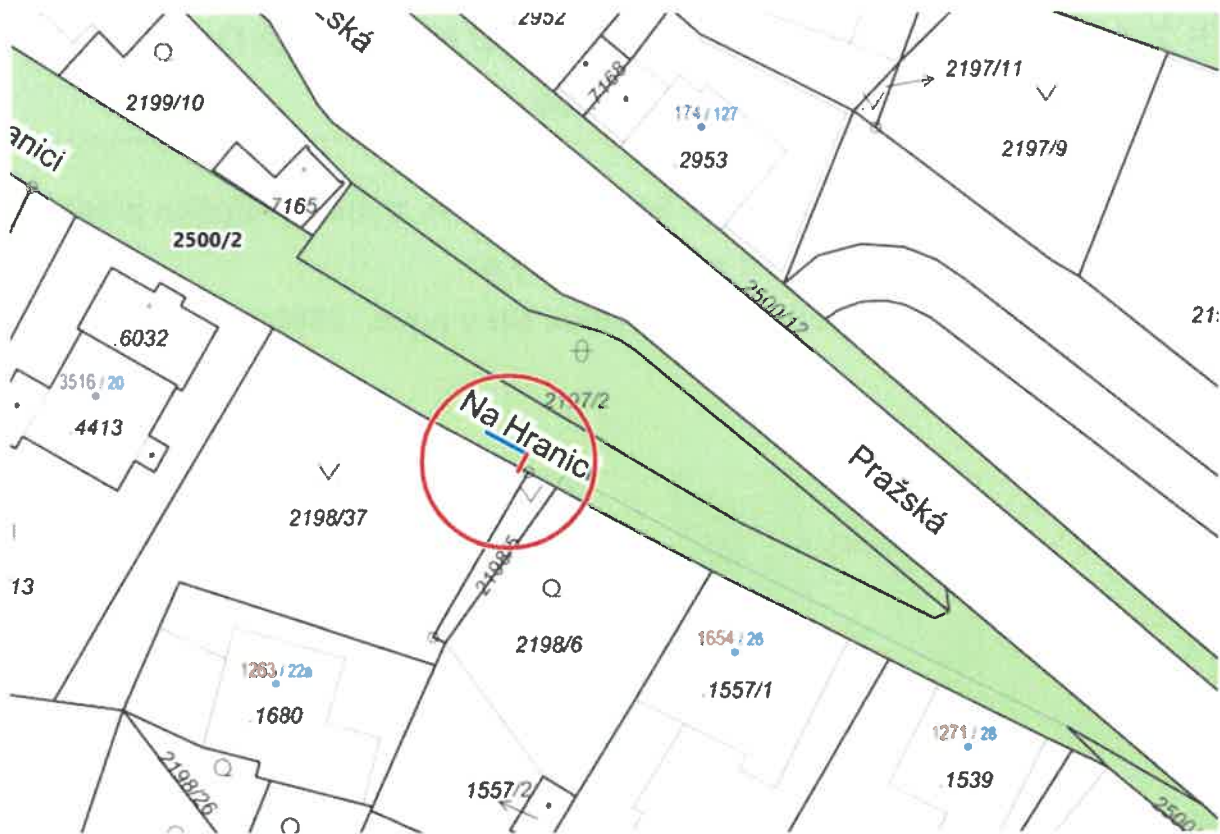 2952
žská
.7168
2197/11
2199/10
174 / 127
2953
2197/9
anici
.7165
2500/2
2500/12
.6032
3516 / 20
.4413
2197/2
Na Hranici
Pražská
2198/37
2198/5
13
2198/6
1654 / 26
.1557/1
1263 / 22a
.1680
1271 / 28
.1539
2198/26
1557/2
2500/